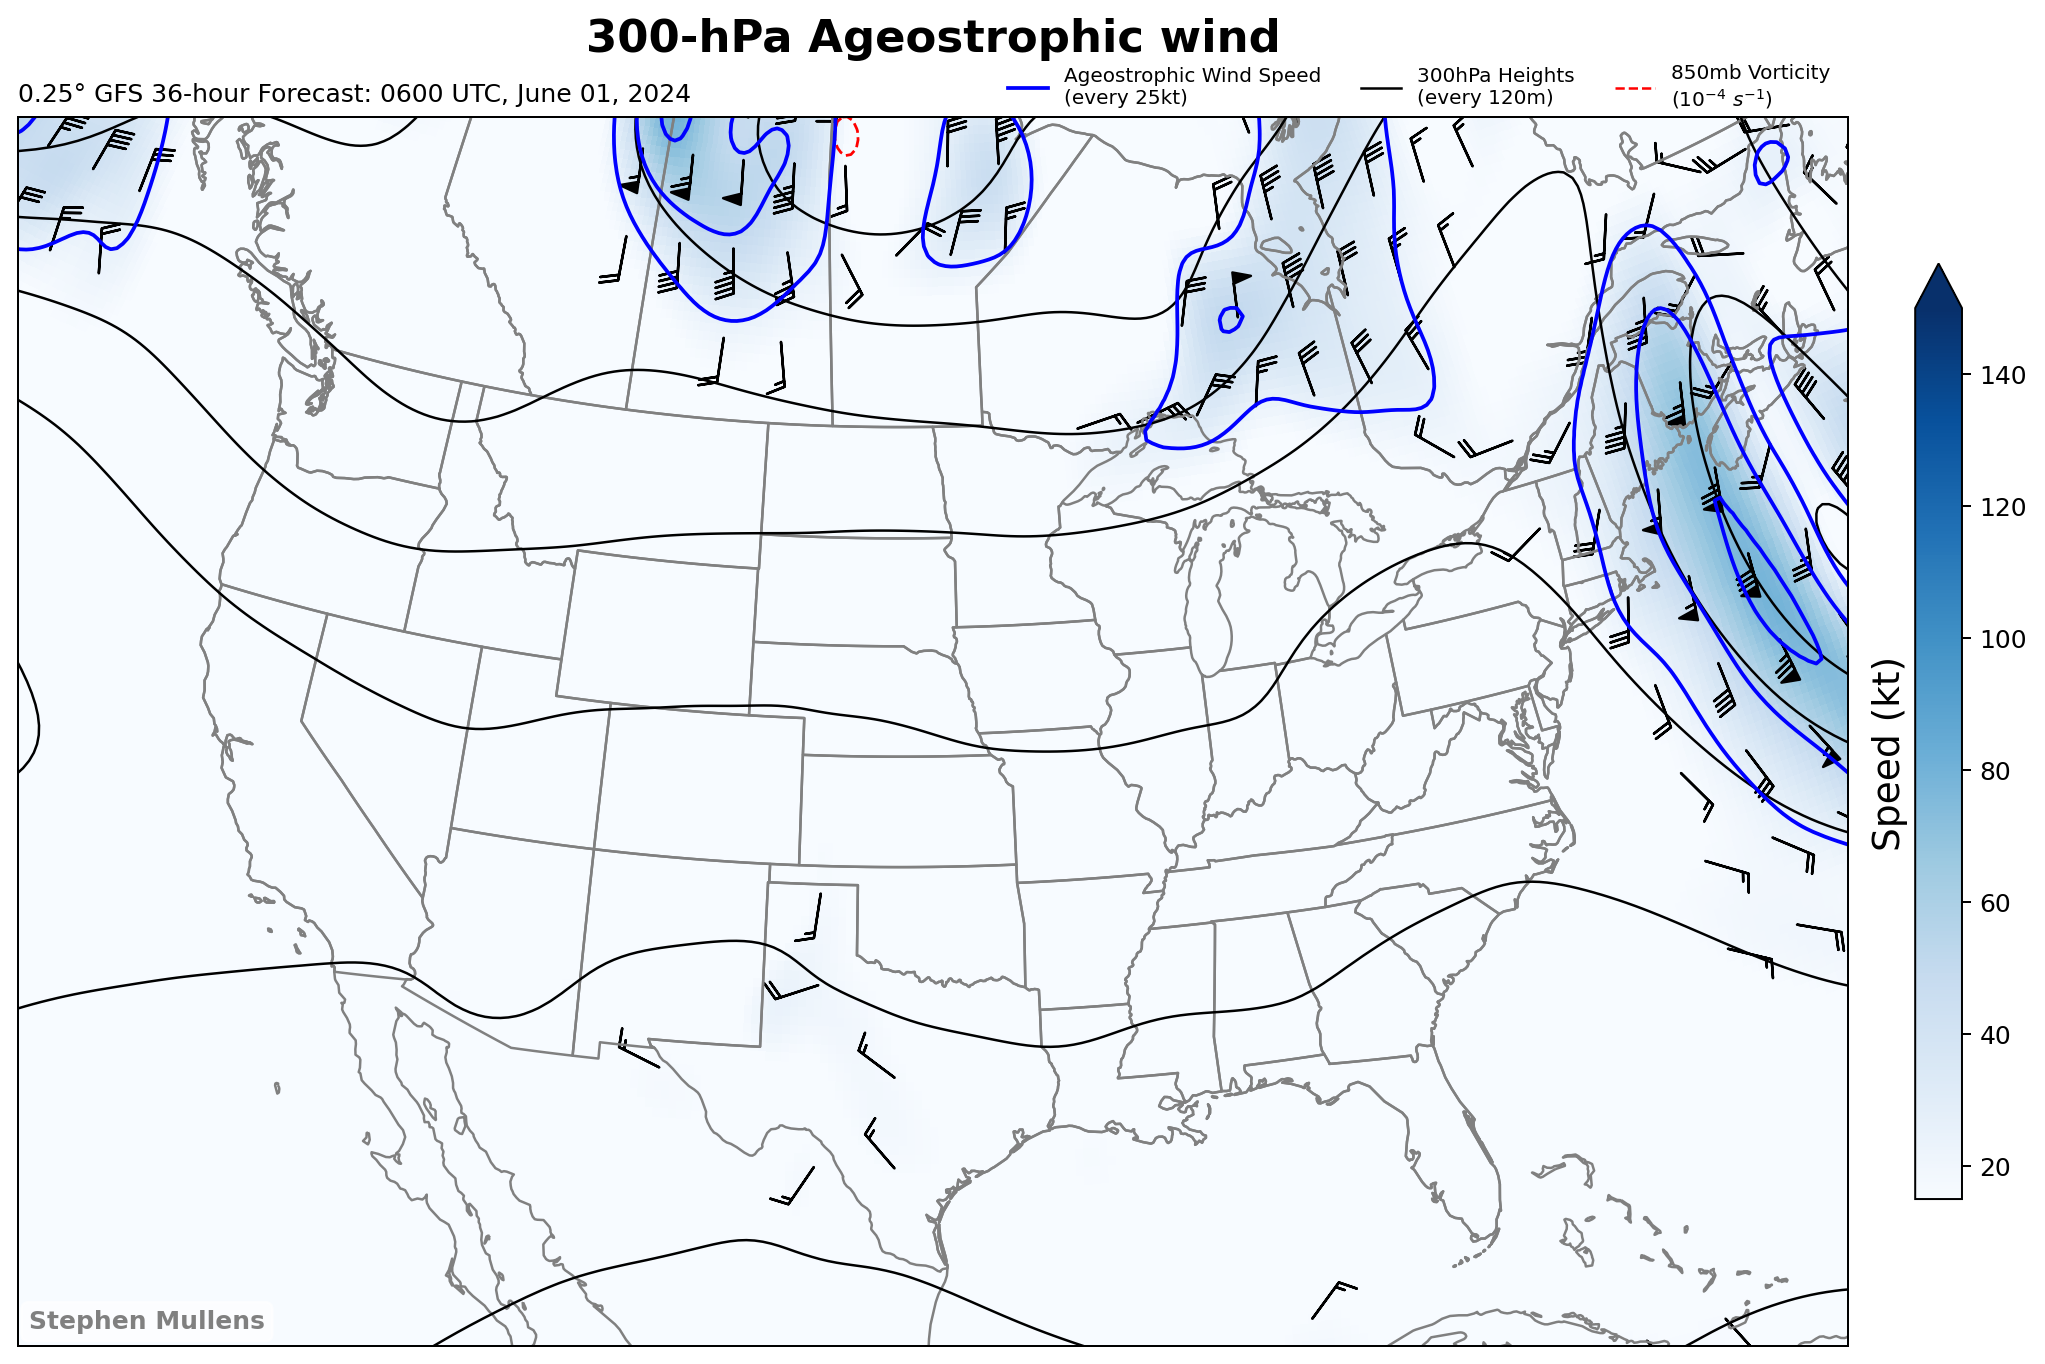 300-hPa Ageostrophic wind
0.25° GFS 36-hour Forecast: 0600 UTC, June 01, 2024
Ageostrophic Wind Speed
(every 25kt)
300hPa Heights
(every 120m)
850mb Vorticity
(10⁻⁴ s⁻¹)
140
120
100
80
60
40
20
Speed (kt)
Stephen Mullens